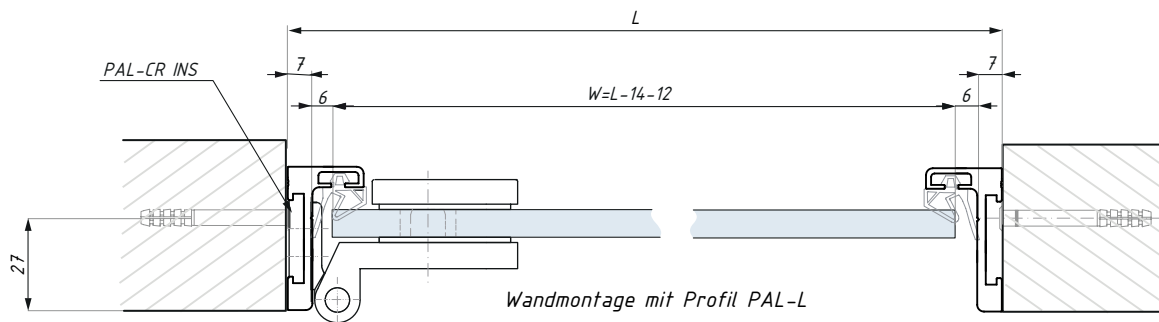 L
7
7
PAL-CR INS
6
W=L-14-12
6
27
Wandmontage mit Profil PAL-L